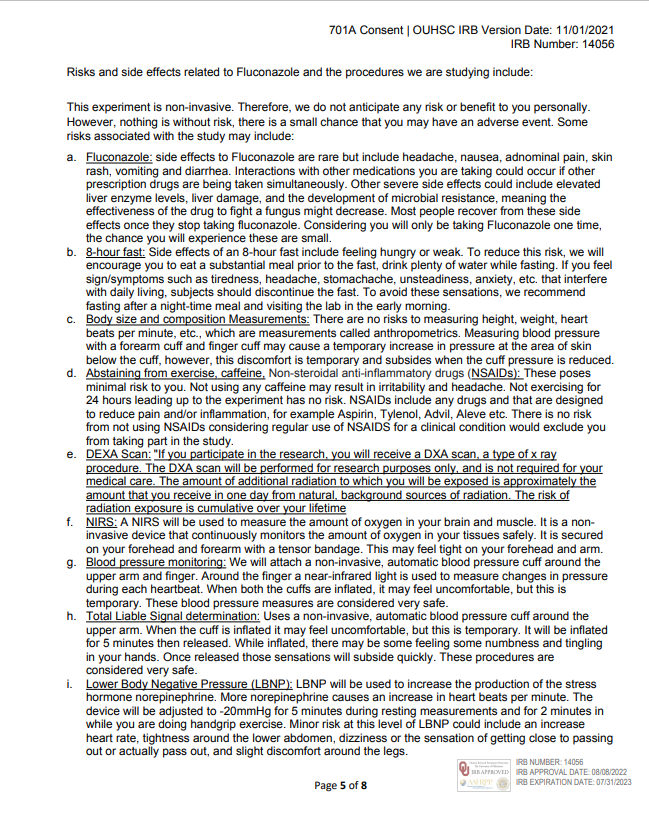 701A Consent | OUHSC IRB Version Date: 11/01/2021
IRB Number: 14056
Risks and side effects related to Fluconazole and the procedures we are studying include:
This experiment is non-invasive. Therefore, we do not anticipate any risk or benefit to you personally.
However, nothing is without risk, there is a small chance that you may have an adverse event. Some
risks associated with the study may include:
a. Fluconazole: side effects to Fluconazole are rare but include headache, nausea, adnominal pain, skin
rash, vomiting and diarrhea. Interactions with other medications you are taking could occur if other
prescription drugs are being taken simultaneously. Other severe side effects could include elevated
liver enzyme levels, liver damage, and the development of microbial resistance, meaning the
effectiveness of the drug to fight a fungus might decrease. Most people recover from these side
effects once they stop taking fluconazole. Considering you will only be taking Fluconazole one time,
the chance you will experience these are small.
b. 8-hour fast: Side effects of an 8-hour fast include feeling hungry or weak. To reduce this risk, we will
encourage you to eat a substantial meal prior to the fast, drink plenty of water while fasting. If you feel
sign/symptoms such as tiredness, headache, stomachache, unsteadiness, anxiety, etc. that interfere
with daily living, subjects should discontinue the fast. To avoid these sensations, we recommend
fasting after a night-time meal and visiting the lab in the early morning.
c. Body size and composition Measurements: There are no risks to measuring height, weight, heart
beats per minute, etc., which are measurements called anthropometrics. Measuring blood pressure
with a forearm cuff and finger cuff may cause a temporary increase in pressure at the area of skin
below the cuff, however, this discomfort is temporary and subsides when the cuff pressure is reduced.
d. Abstaining from exercise, caffeine, Non-steroidal anti-inflammatory drugs (NSAIDs): These poses
minimal risk to you. Not using any caffeine may result in irritability and headache. Not exercising for
24 hours leading up to the experiment has no risk. NSAIDs include any drugs and that are designed
to reduce pain and/or inflammation, for example Aspirin, Tylenol, Advil, Aleve etc. There is no risk
from not using NSAIDs considering regular use of NSAIDS for a clinical condition would exclude you
from taking part in the study.
e. DEXA Scan: "If you participate in the research, you will receive a DXA scan, a type of x ray
procedure. The DXA scan will be performed for research purposes only, and is not required for your
medical care. The amount of additional radiation to which you will be exposed is approximately the
amount that you receive in one day from natural, background sources of radiation. The risk of
radiation exposure is cumulative over your lifetime
f. NIRS: A NIRS will be used to measure the amount of oxygen in your brain and muscle. It is a non-
invasive device that continuously monitors the amount of oxygen in your tissues safely. It is secured
on your forehead and forearm with a tensor bandage. This may feel tight on your forehead and arm.
g. Blood pressure monitoring: We will attach a non-invasive, automatic blood pressure cuff around the
upper arm and finger. Around the finger a near-infrared light is used to measure changes in pressure
during each heartbeat. When both the cuffs are inflated, it may feel uncomfortable, but this is
temporary. These blood pressure measures are considered very safe.
h. Total Liable Signal determination: Uses a non-invasive, automatic blood pressure cuff around the
upper arm. When the cuff is inflated it may feel uncomfortable, but this is temporary. It will be inflated
for 5 minutes then released. While inflated, there may be some feeling some numbness and tingling
in your hands. Once released those sensations will subside quickly. These procedures are
considered very safe.
i. Lower Body Negative Pressure (LBNP): LBNP will be used to increase the production of the stress
hormone norepinephrine. More norepinephrine causes an increase in heart beats per minute. The
device will be adjusted to -20mmHg for 5 minutes during resting measurements and for 2 minutes in
while you are doing handgrip exercise. Minor risk at this level of LBNP could include an increase
heart rate, tightness around the lower abdomen, dizziness or the sensation of getting close to passing
out or actually pass out, and slight discomfort around the legs.
Page 5 of 8
IRB APPROVED
IRB NUMBER: 14056
IRB APPROVAL DATE: 08/08/2022
IRB EXPIRATION DATE: 07/31/2023